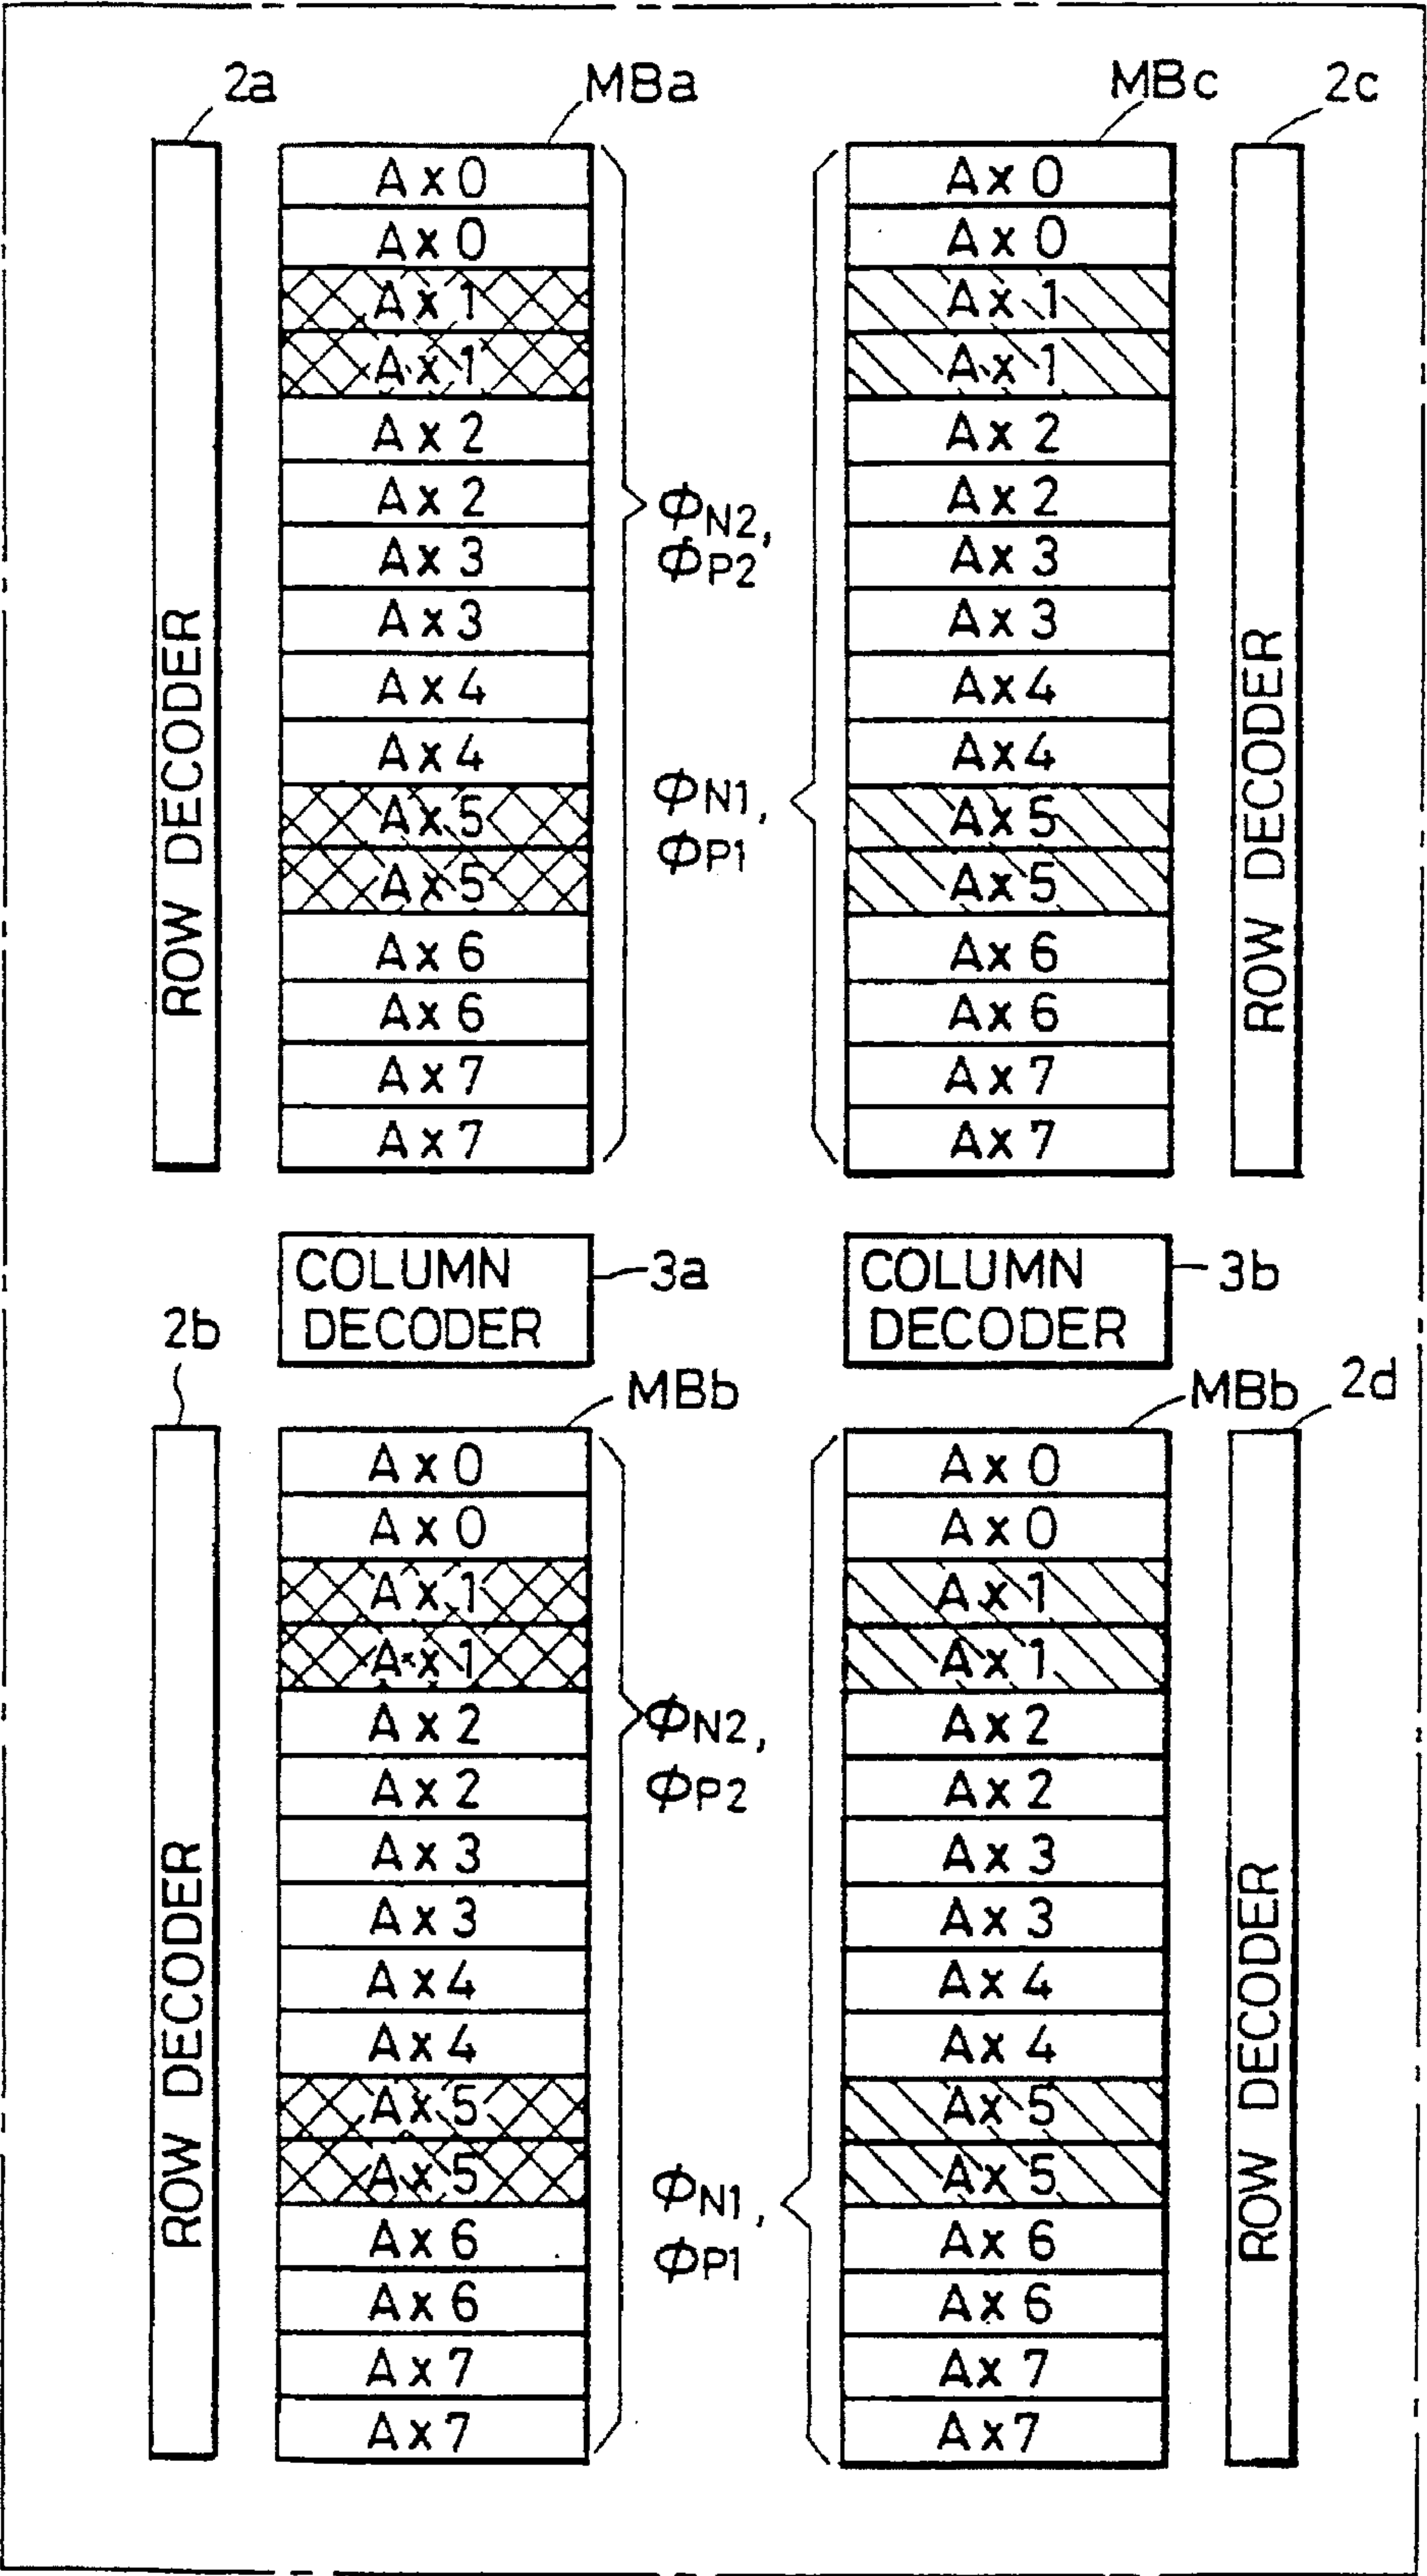 2a
MBa
MBc
2c
ROW DECODER
Ax0
Ax0
Ax1
Ax1
Ax2
Ax2
Ax3
Ax3
Ax4
Ax4
Ax5
Ax5
Ax6
Ax6
Ax7
Ax7
ΦN2,
ΦP2
ΦN1,
ΦP1
Ax0
Ax0
Ax1
Ax1
Ax2
Ax2
Ax3
Ax3
Ax4
Ax4
Ax5
Ax5
Ax6
Ax6
Ax7
Ax7
ROW DECODER
COLUMN
DECODER
3a
COLUMN
DECODER
3b
2b
MBb
MBb
2d
ROW DECODER
Ax0
Ax0
Ax1
Ax1
Ax2
Ax2
Ax3
Ax3
Ax4
Ax4
Ax5
Ax5
Ax6
Ax6
Ax7
Ax7
ΦN2,
ΦP2
ΦN1,
ΦP1
Ax0
Ax0
Ax1
Ax1
Ax2
Ax2
Ax3
Ax3
Ax4
Ax4
Ax5
Ax5
Ax6
Ax6
Ax7
Ax7
ROW DECODER